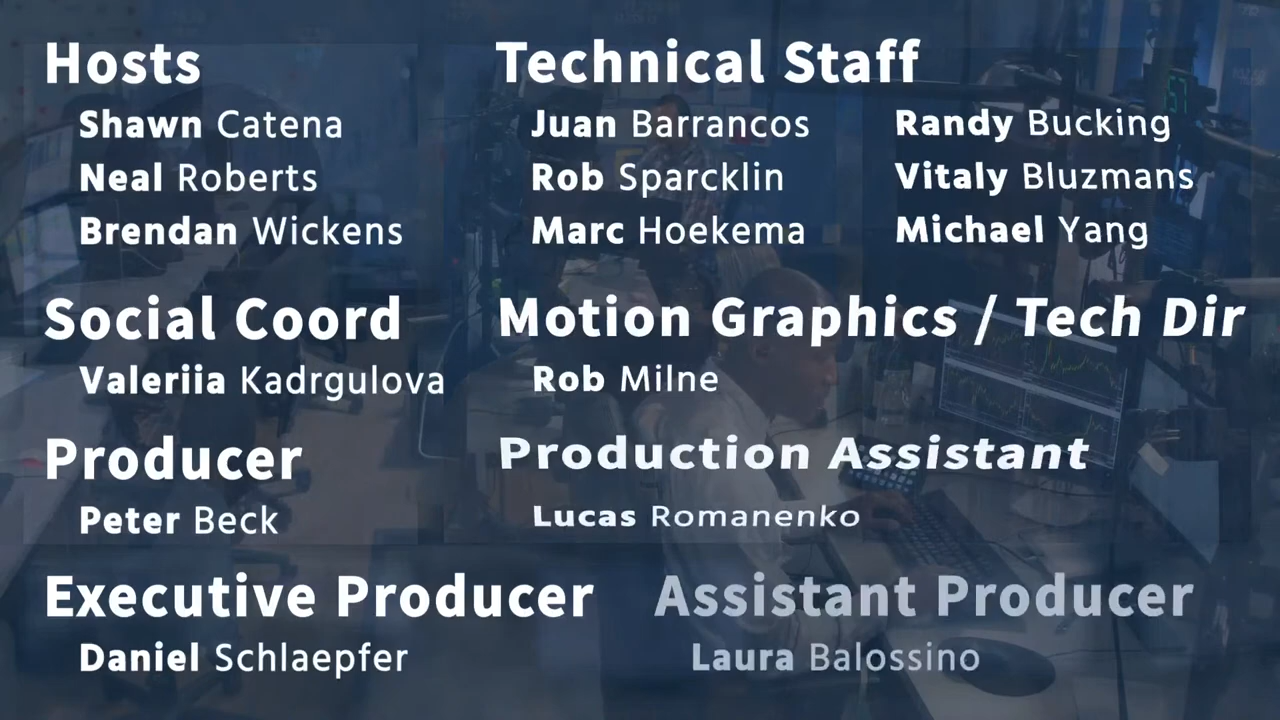 Hosts
Shawn Catena
Neal Roberts
Brendan Wickens
Technical Staff
Juan Barrancos
Rob Sparcklin
Marc Hoekema
Randy Bucking
Vitaly Bluzmans
Michael Yang
Social Coord
Valeriia Kadrgulova
Motion Graphics / Tech Dir
Rob Milne
Producer
Peter Beck
Production Assistant
Lucas Romanenko
Executive Producer
Daniel Schlaepfer
Assistant Producer
Laura Balossino